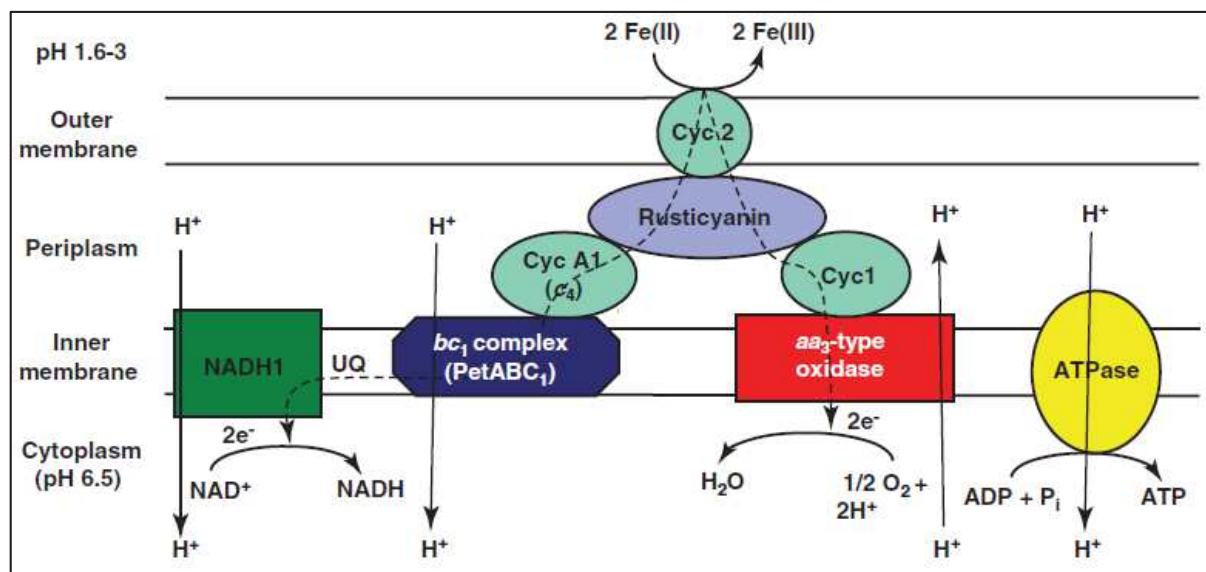 2 Fe(II) 2 Fe(III)
pH 1.6-3
Outer
membrane
Cyc 2
H⁺ H⁺ H⁺ H⁺
Rusticyanin
Periplasm
Cyc A1
(c₄)
Cyc1
Inner
membrane
NADH1
UQ
bc₁ complex
(PetABC₁)
aa₃-type
oxidase
ATPase
Cytoplasm
(pH 6.5)
2e⁻
NAD⁺ NADH
2e⁻
H₂O
1/2 O₂ +
2H⁺
ADP + Pᵢ ATP
H⁺ H⁺ H⁺ H⁺